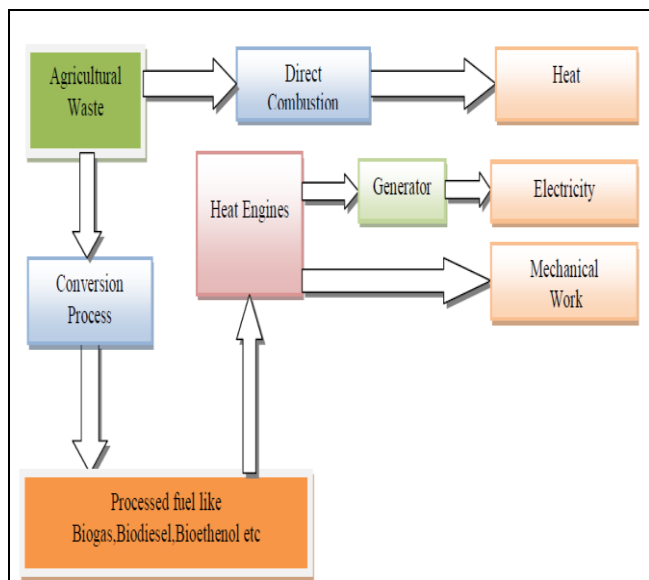 Agricultural
Waste
Direct
Combustion
Heat
Heat Engines
Generator
Electricity
Mechanical
Work
Conversion
Process
Processed fuel like
Biogas,Biodiesel,Bioethenol etc